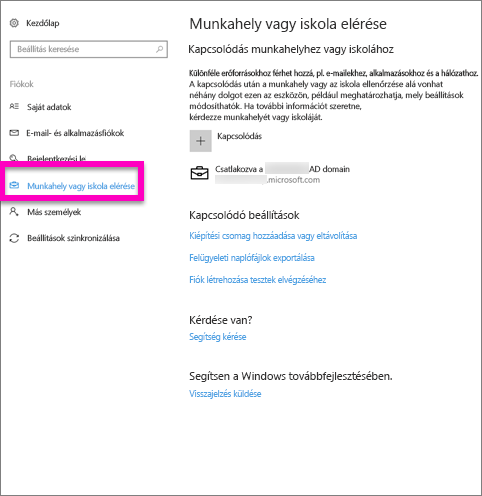 Kezdőlap
Beállítás keresése
Fiókok
Saját adatok
E-mail- és alkalmazásfiókok
Bejelentkezési le
Munkahely vagy iskola elérése
Más személyek
Beállítások szinkronizálása
Munkahely vagy iskola elérése
Kapcsolódás munkahelyhez vagy iskolához
Különféle erőforrásokhoz férhet hozzá, pl. e-mailekhez, alkalmazásokhoz és a hálózathoz.
A kapcsolódás után a munkahely vagy az iskola ellenőrzése alá vonhat
néhány dolgot ezen az eszközön, például meghatározhatja, mely beállítások
módosíthatók. Ha további információt szeretne,
kérdezze munkahelyét vagy iskoláját.
Kapcsolódás
Csatlakozva a AD domain
.microsoft.com
Kapcsolódó beállítások
Kiépítési csomag hozzáadása vagy eltávolítása
Felügyeleti naplófájlok exportálása
Fiók létrehozása tesztek elvégzéséhez
Kérdése van?
Segítség kérése
Segítsen a Windows továbbfejlesztésében.
Visszajelzés küldése